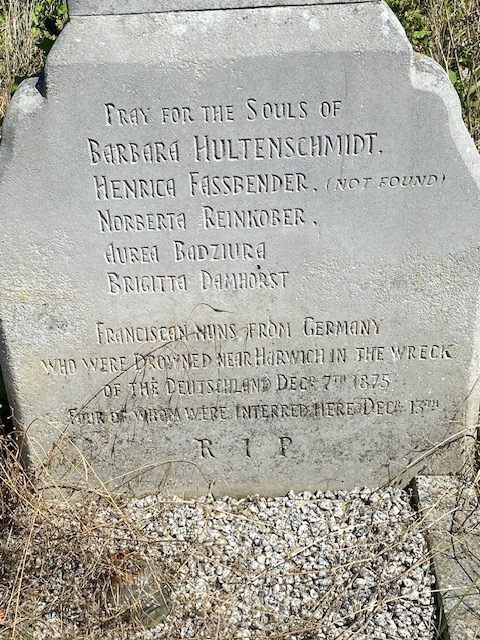 Pray for the Souls of
Barbara Hultenschmidt.
Henrica Fassbender. (not found)
Norberta Reinkober.
Aurea Badziura
Brigitta Damhorst
Franciscan nuns from Germany
who were drowned near Harwich in the wreck
of the Deutschland Decr 7th 1875
Four of whom were interred here Decr 13th
R I P